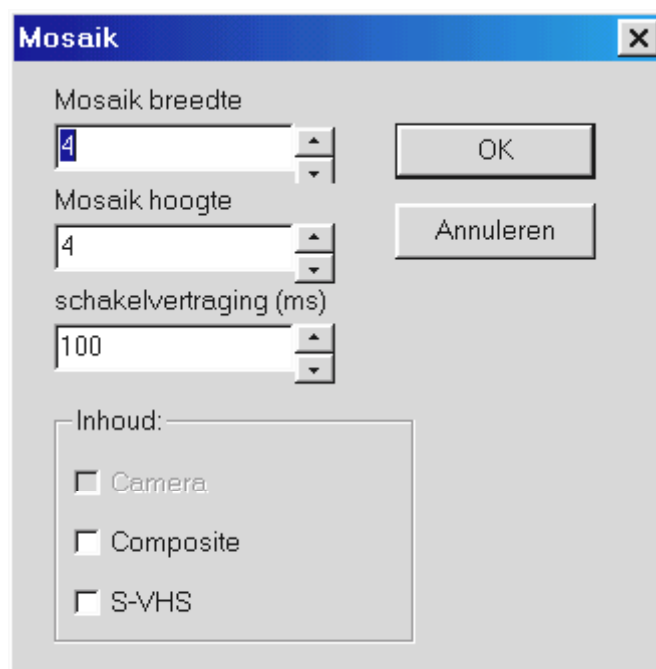 Mosaik
Mosaik breedte
4
OK
Mosaik hoogte
4
Annuleren
schakelvertraging (ms)
100
Inhoud:
Camera
Composite
S-VHS